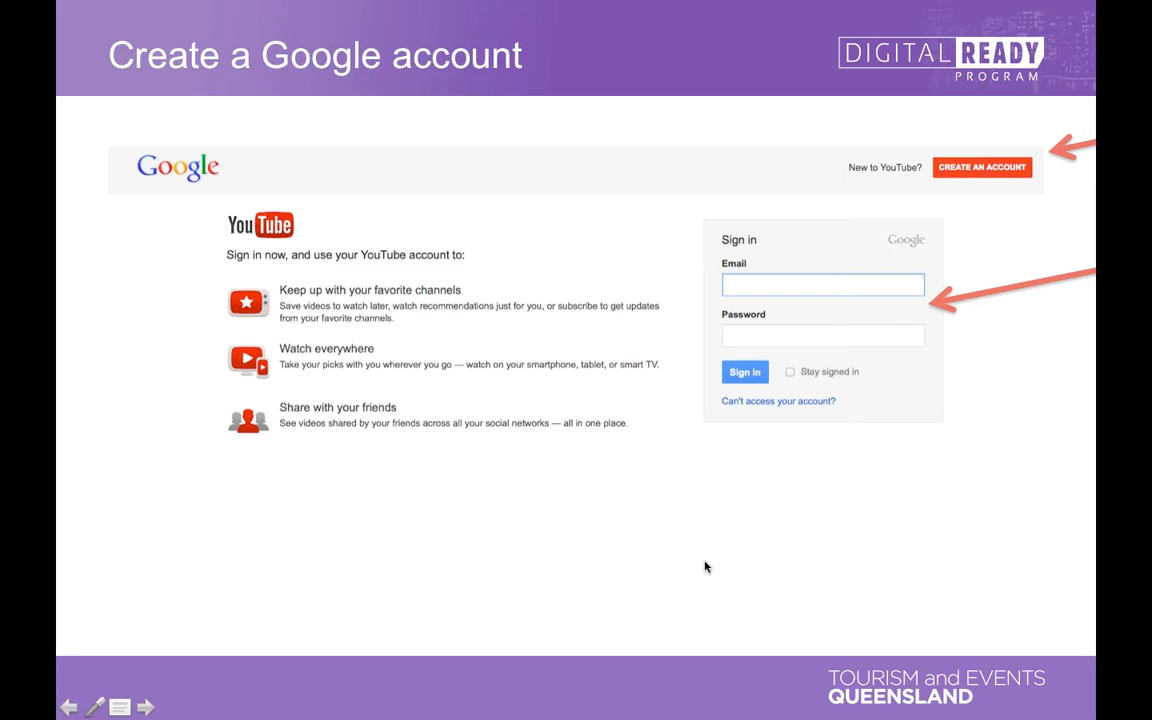 Create a Google account
DIGITAL READY
PROGRAM
Google
New to YouTube?
CREATE AN ACCOUNT
YouTube
Sign in now, and use your YouTube account to:
Keep up with your favorite channels
Save videos to watch later, watch recommendations just for you, or subscribe to get updates
from your favorite channels.
Watch everywhere
Take your picks with you wherever you go — watch on your smartphone, tablet, or smart TV.
Share with your friends
See videos shared by your friends across all your social networks — all in one place.
Sign in
Google
Email
Password
Sign in
Stay signed in
Can't access your account?
TOURISM and EVENTS
QUEENSLAND